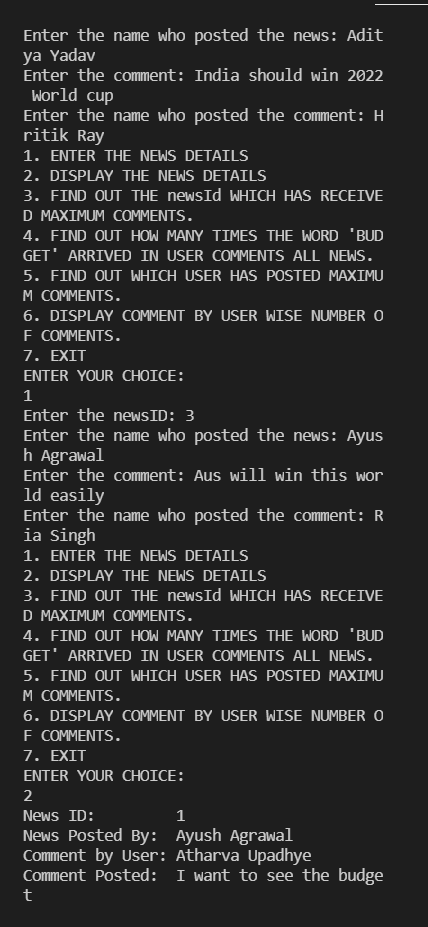 Enter the name who posted the news: Adit
ya Yadav
Enter the comment: India should win 2022
 World cup
Enter the name who posted the comment: H
ritik Ray
1. ENTER THE NEWS DETAILS
2. DISPLAY THE NEWS DETAILS
3. FIND OUT THE newsId WHICH HAS RECEIVE
D MAXIMUM COMMENTS.
4. FIND OUT HOW MANY TIMES THE WORD 'BUD
GET' ARRIVED IN USER COMMENTS ALL NEWS.
5. FIND OUT WHICH USER HAS POSTED MAXIMU
M COMMENTS.
6. DISPLAY COMMENT BY USER WISE NUMBER O
F COMMENTS.
7. EXIT
ENTER YOUR CHOICE:
1
Enter the newsID: 3
Enter the name who posted the news: Ayus
h Agrawal
Enter the comment: Aus will win this wor
ld easily
Enter the name who posted the comment: R
ia Singh
1. ENTER THE NEWS DETAILS
2. DISPLAY THE NEWS DETAILS
3. FIND OUT THE newsId WHICH HAS RECEIVE
D MAXIMUM COMMENTS.
4. FIND OUT HOW MANY TIMES THE WORD 'BUD
GET' ARRIVED IN USER COMMENTS ALL NEWS.
5. FIND OUT WHICH USER HAS POSTED MAXIMU
M COMMENTS.
6. DISPLAY COMMENT BY USER WISE NUMBER O
F COMMENTS.
7. EXIT
ENTER YOUR CHOICE:
2
News ID:         1
News Posted By:  Ayush Agrawal
Comment by User: Atharva Upadhye
Comment Posted:  I want to see the budge
t